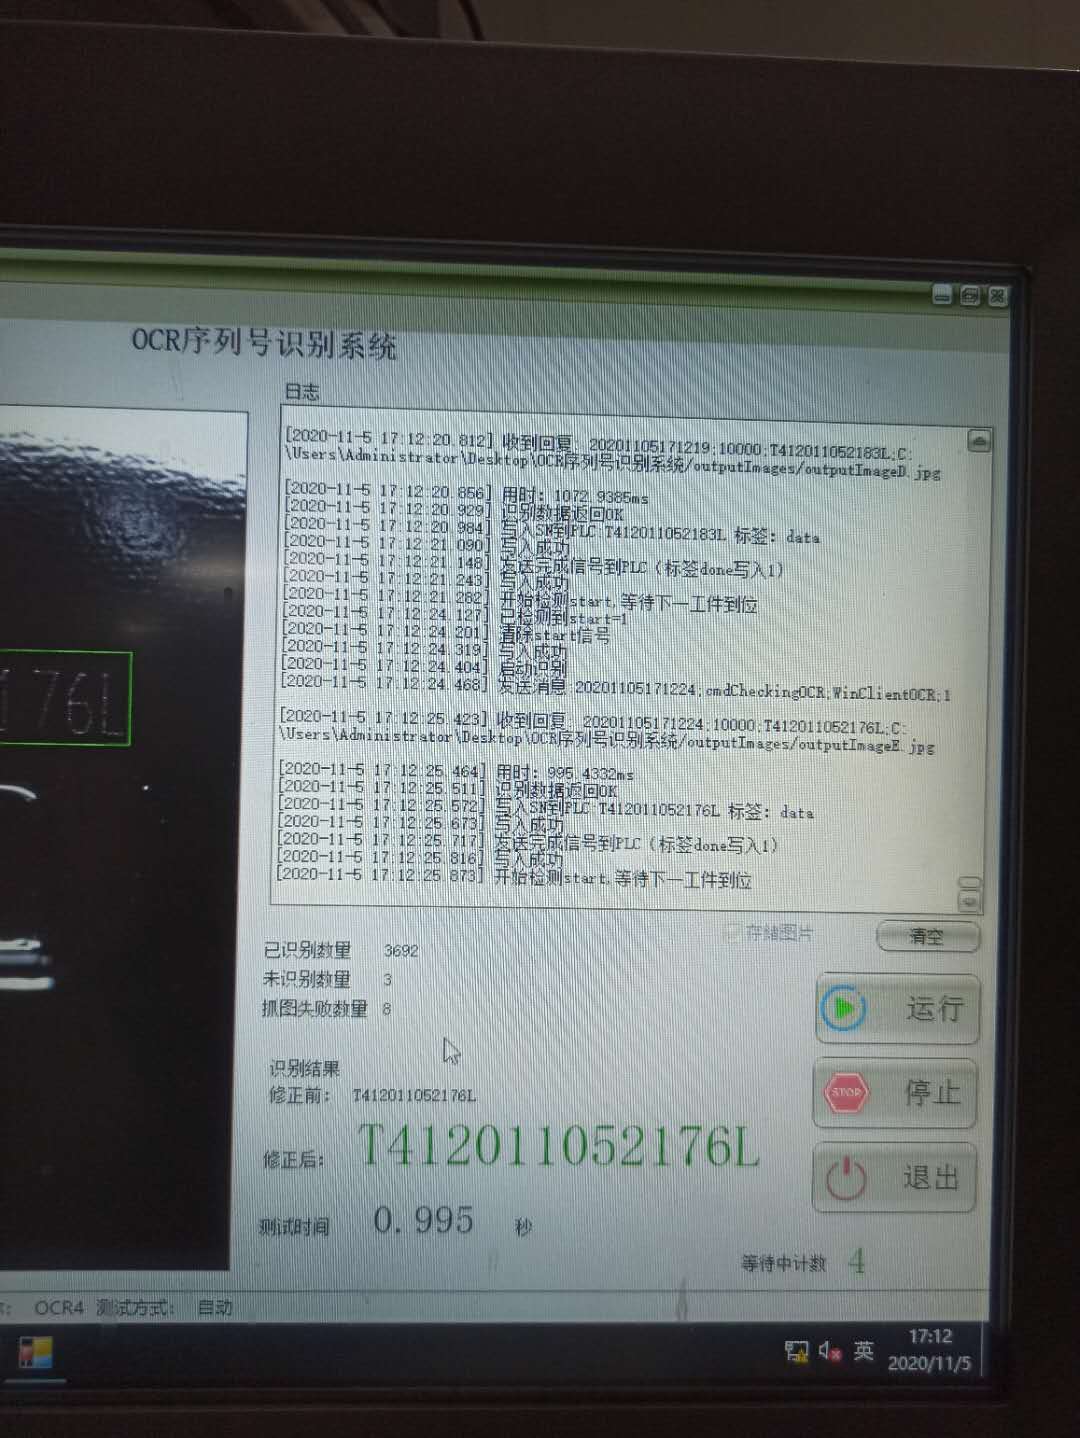 OCR序列号识别系统
日志
[2020-11-5 17:12:20.812] 收到回复: 20201105171219;10000;T412011052183L;C:
\Users\Administrator\Desktop\OCR序列号识别系统/outputImages/outputImageD.jpg
[2020-11-5 17:12:20.856] 用时: 1072.9385ms
[2020-11-5 17:12:20.929] 识别数据返回OK
[2020-11-5 17:12:20.984] 写入SN到PLC:T412011052183L 标签: data
[2020-11-5 17:12:21.090] 写入成功
[2020-11-5 17:12:21.148] 发送完成信号到PLC（标签done写入1）
[2020-11-5 17:12:21.243] 写入成功
[2020-11-5 17:12:21.282] 开始检测start,等待下一工件到位
[2020-11-5 17:12:24.127] 已检测到start=1
[2020-11-5 17:12:24.201] 清除start信号
[2020-11-5 17:12:24.319] 写入成功
[2020-11-5 17:12:24.404] 启动识别
[2020-11-5 17:12:24.468] 发送消息:20201105171224;cmdCheckingOCR;WinClientOCR;1
[2020-11-5 17:12:25.423] 收到回复: 20201105171224;10000;T412011052176L;C:
\Users\Administrator\Desktop\OCR序列号识别系统/outputImages/outputImageE.jpg
[2020-11-5 17:12:25.464] 用时: 995.4332ms
[2020-11-5 17:12:25.511] 识别数据返回OK
[2020-11-5 17:12:25.572] 写入SN到PLC:T412011052176L 标签: data
[2020-11-5 17:12:25.673] 写入成功
[2020-11-5 17:12:25.717] 发送完成信号到PLC（标签done写入1）
[2020-11-5 17:12:25.816] 写入成功
[2020-11-5 17:12:25.873] 开始检测start,等待下一工件到位
176L
存储图片
清空
已识别数量 3692
未识别数量 3
抓图失败数量 8
运行
识别结果
修正前: T412011052176L
STOP 停止
修正后: T412011052176L
退出
测试时间 0.995 秒
等待中计数 4
OCR4 测试方式: 自动
英
17:12
2020/11/5